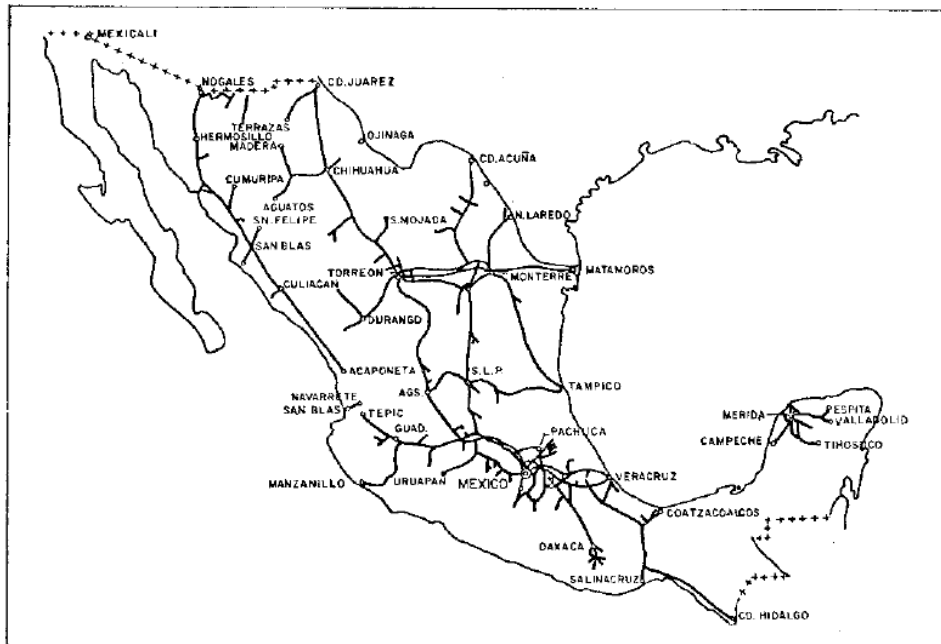 MEXICALI
NOGALES
CD. JUAREZ
TERRAZAS
HERMOSILLO
MADERA
OJINAGA
CD. ACUÑA
CHIHUAHUA
CUMURIPA
AGUATOS
SN. FELIPE
S. MOJADA
N. LAREDO
SAN BLAS
TORREON
MONTERRE
MATAMOROS
CULIACAN
DURANGO
ACAPONETA
S.L.P.
AGS.
TAMPICO
NAVARRETE
SAN BLAS
TEPIC
GUAD.
PACHUCA
MERIDA
PESPITA
VALLADOLID
CAMPECHE
TIHOSUCO
MANZANILLO
URUAPAN
MEXICO
VERACRUZ
COATZACOALCOS
OAXACA
SALINACRUZ
CD. HIDALGO